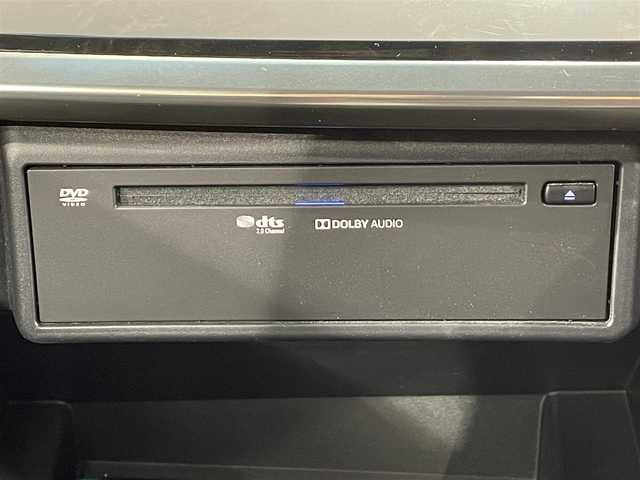 DVD
VIDEO
dts
2.0 Channel
DOLBY AUDIO